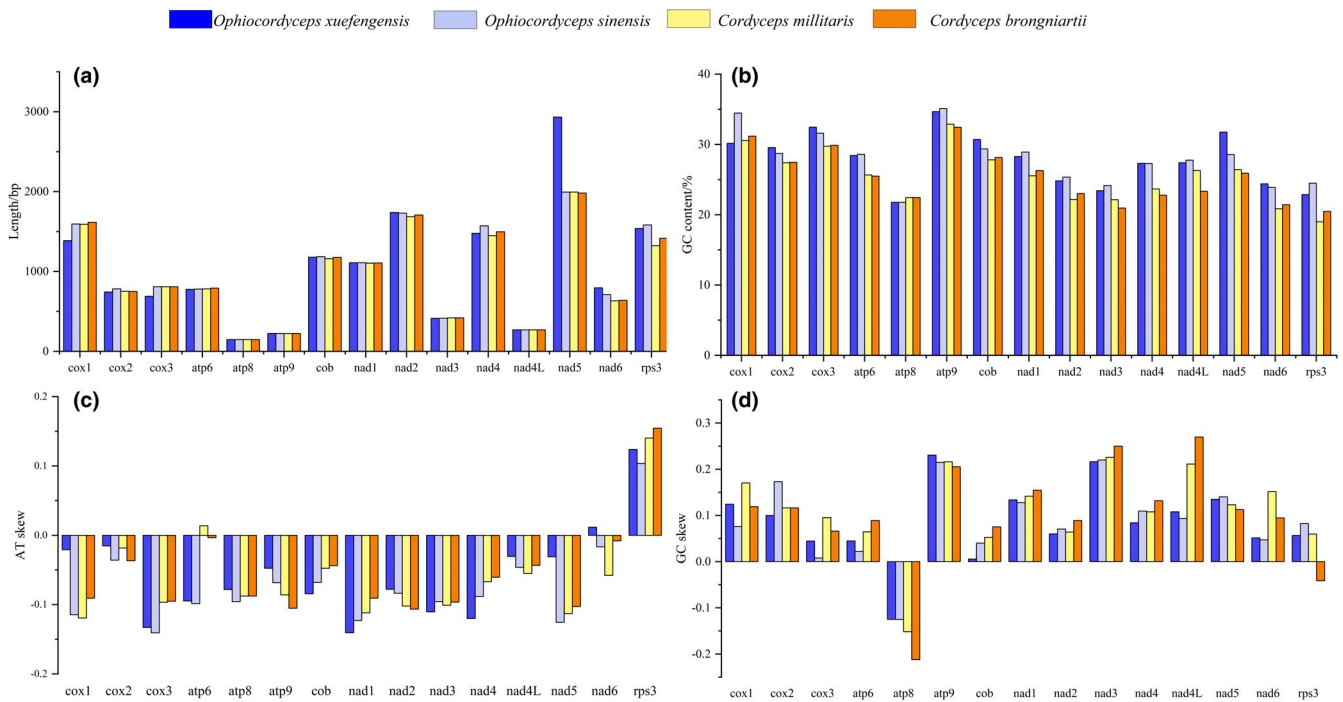 Ophiocordyceps xuefengensis Ophiocordyceps sinensis Cordyceps millitaris Cordyceps brongniartii
(a)
Length/bp
3000
2000
1000
0
cox1 cox2 cox3 atp6 atp8 atp9 cob nad1 nad2 nad3 nad4 nad4L nad5 nad6 rps3
(b)
GC content/%
40
30
20
10
0
cox1 cox2 cox3 atp6 atp8 atp9 cob nad1 nad2 nad3 nad4 nad4L nad5 nad6 rps3
(c)
AT skew
0.2
0.1
0.0
-0.1
-0.2
cox1 cox2 cox3 atp6 atp8 atp9 cob nad1 nad2 nad3 nad4 nad4L nad5 nad6 rps3
(d)
GC skew
0.3
0.2
0.1
0.0
-0.1
-0.2
cox1 cox2 cox3 atp6 atp8 atp9 cob nad1 nad2 nad3 nad4 nad4L nad5 nad6 rps3